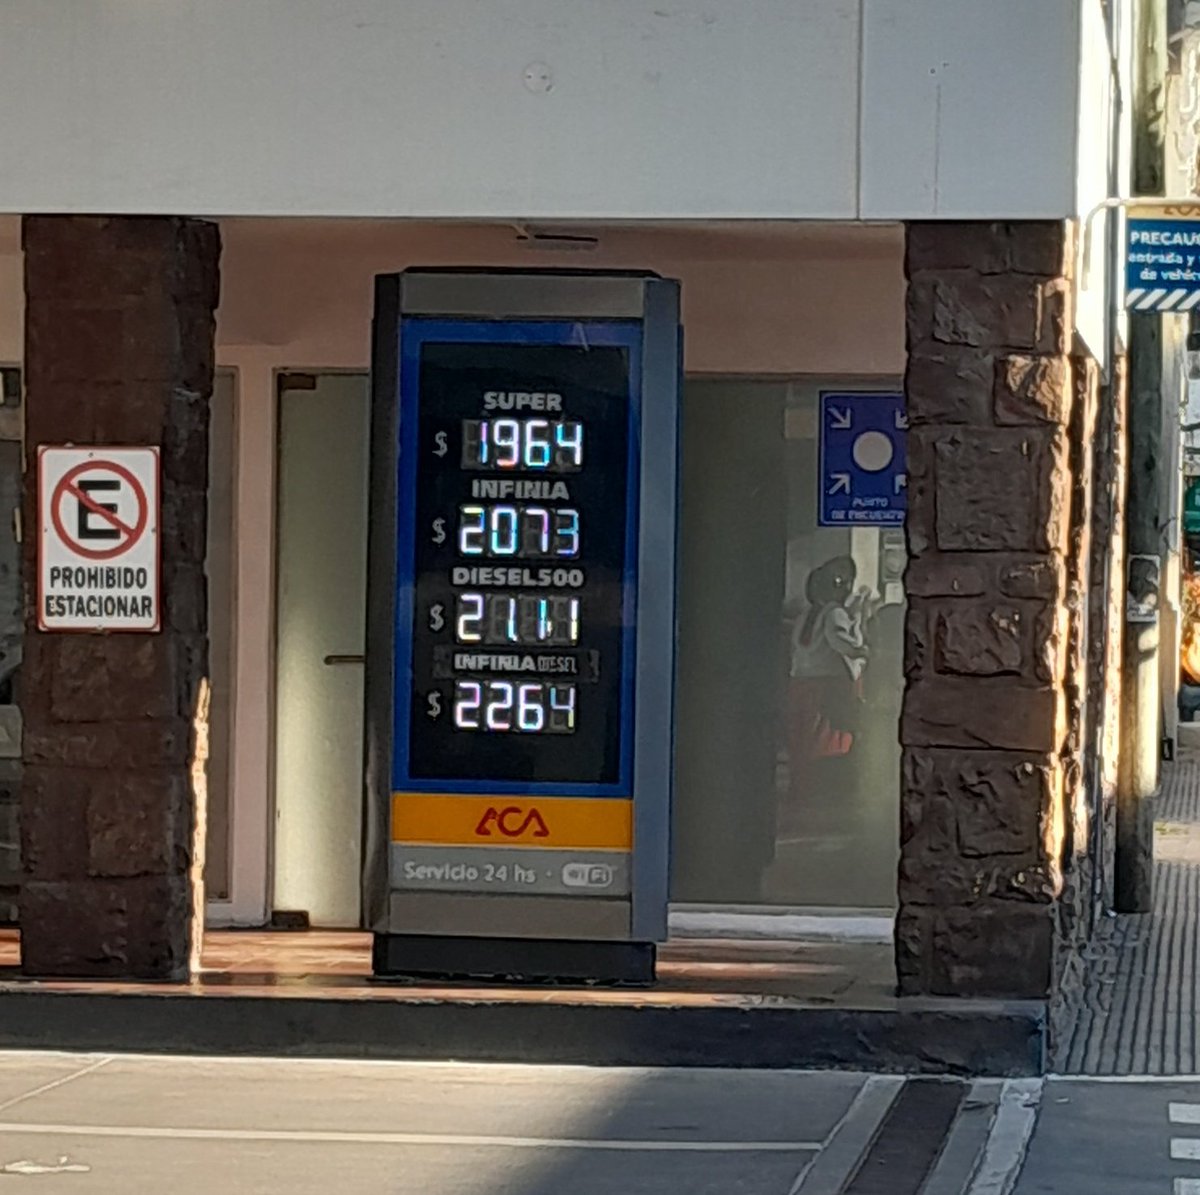 SUPER
$ 1964
INFINIA
$ 2073
DIESEL500
$ 2111
INFINIA DIESEL
$ 2264
ACA
Servicio 24 hs · WiFi
E
PROHIBIDO
ESTACIONAR
PUNTO
DE ENCUENTRO
PRECAU
entrada y
de vehíc